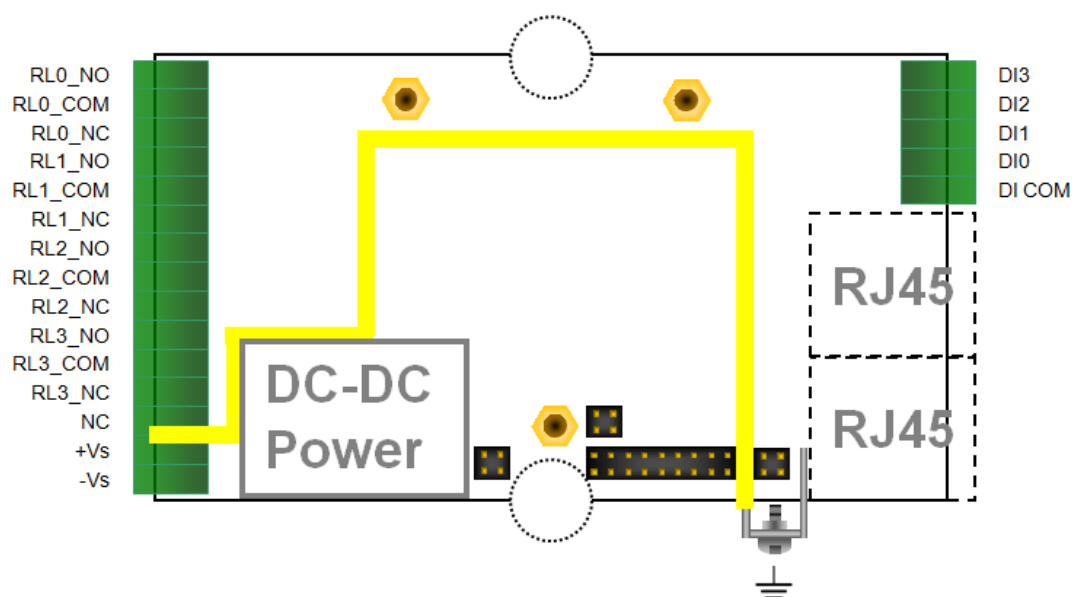 RL0_NO
RL0_COM
RL0_NC
RL1_NO
RL1_COM
RL1_NC
RL2_NO
RL2_COM
RL2_NC
RL3_NO
RL3_COM
RL3_NC
NC
+Vs
-Vs
DC-DC
Power
DI3
DI2
DI1
DI0
DI COM
RJ45
RJ45